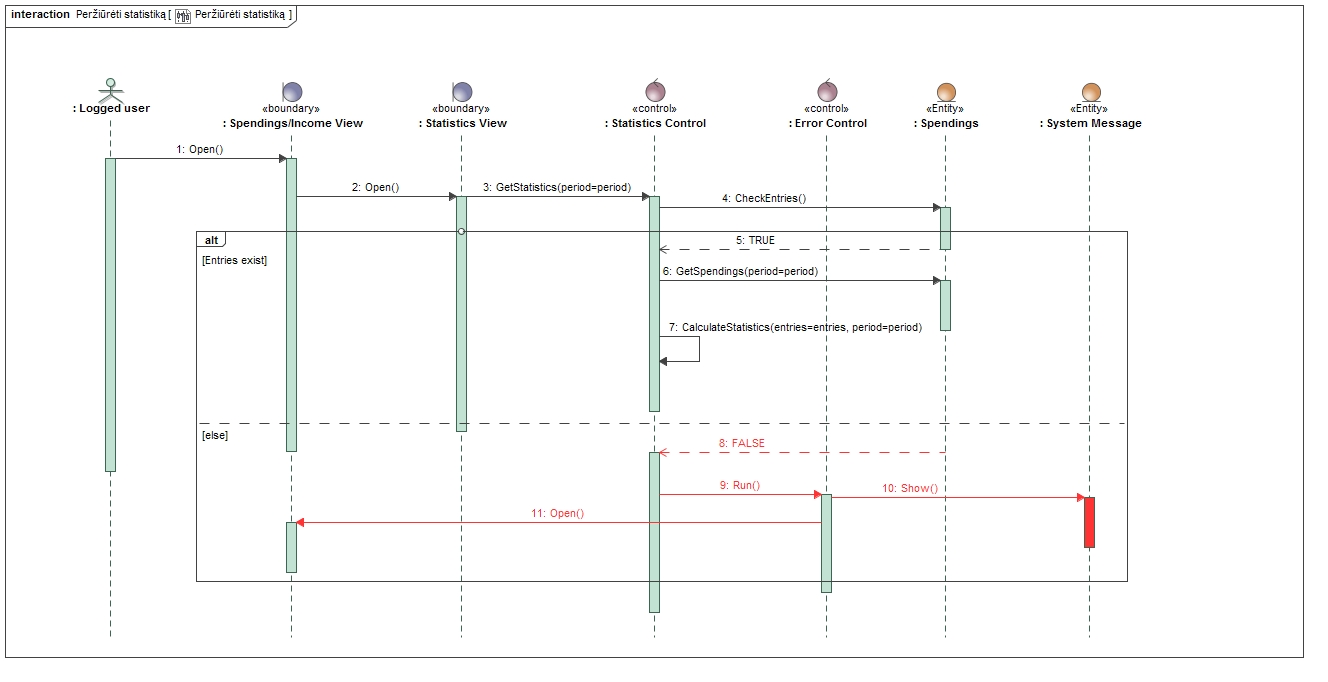 interaction Peržiūrėti statistiką [ Peržiūrėti statistiką ]
: Logged user
«boundary»
: Spendings/Income View
«boundary»
: Statistics View
«control»
: Statistics Control
«control»
: Error Control
«Entity»
: Spendings
«Entity»
: System Message
1: Open()
2: Open()
3: GetStatistics(period=period)
4: CheckEntries()
alt
5: TRUE
[Entries exist]
6: GetSpendings(period=period)
7: CalculateStatistics(entries=entries, period=period)
[else]
8: FALSE
9: Run()
10: Show()
11: Open()